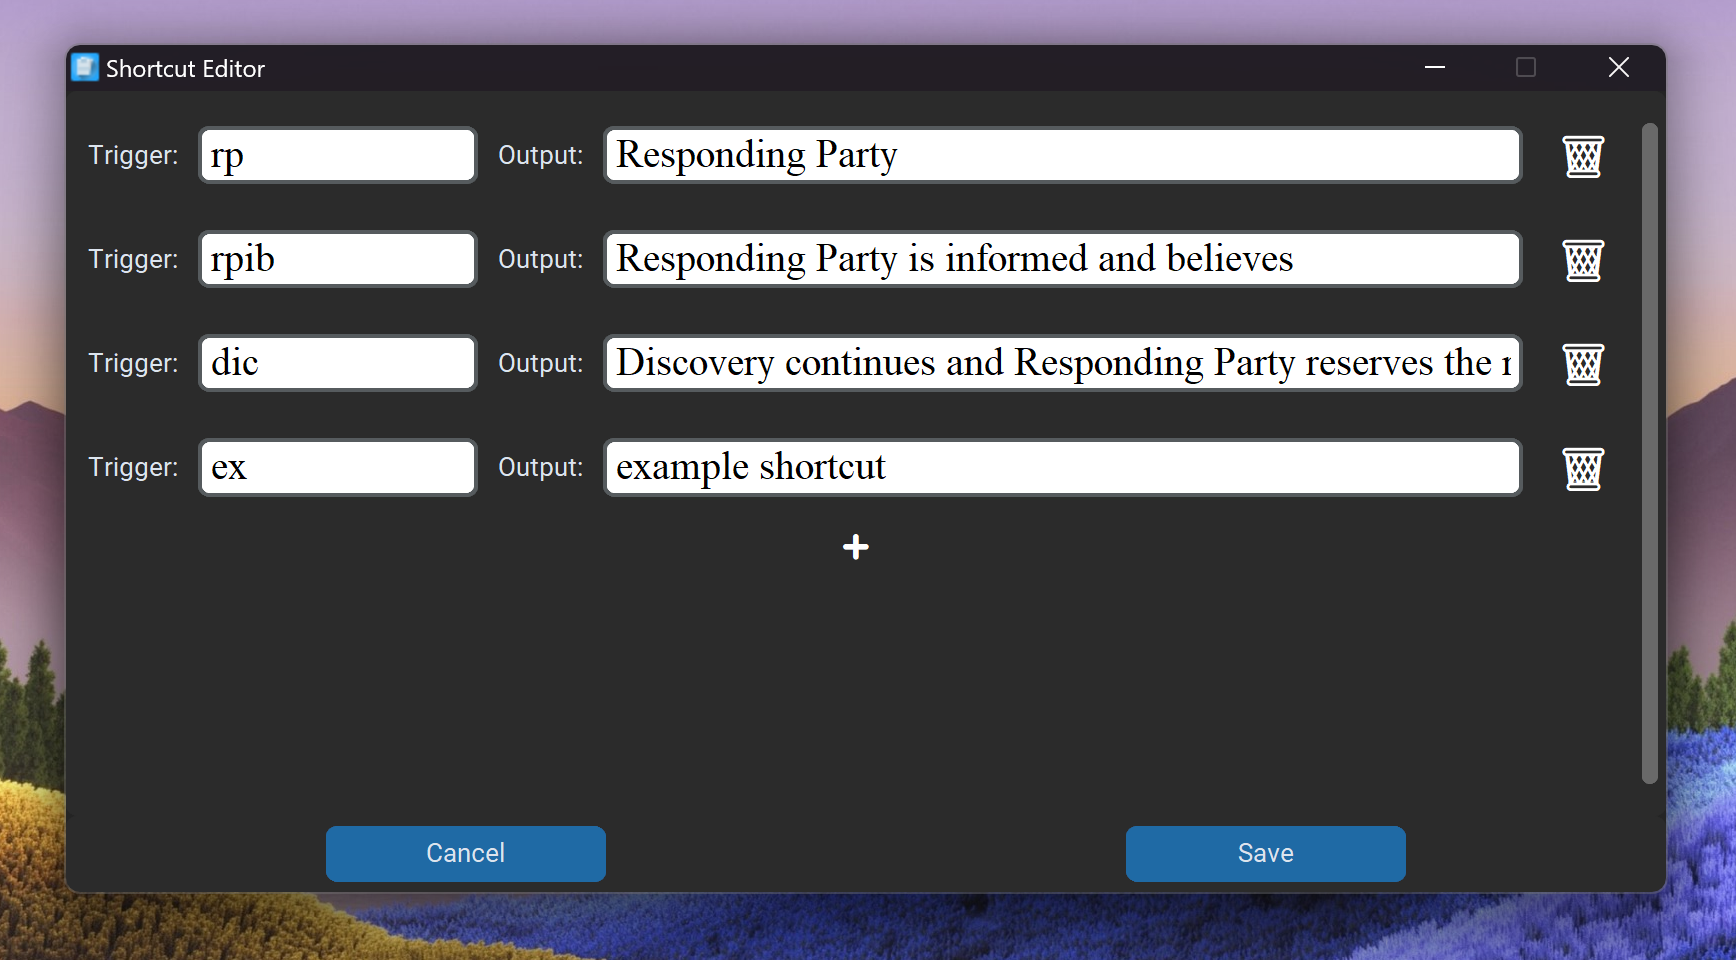 Shortcut Editor
Trigger: rp Output: Responding Party
Trigger: rpib Output: Responding Party is informed and believes
Trigger: dic Output: Discovery continues and Responding Party reserves the
Trigger: ex Output: example shortcut
Cancel Save